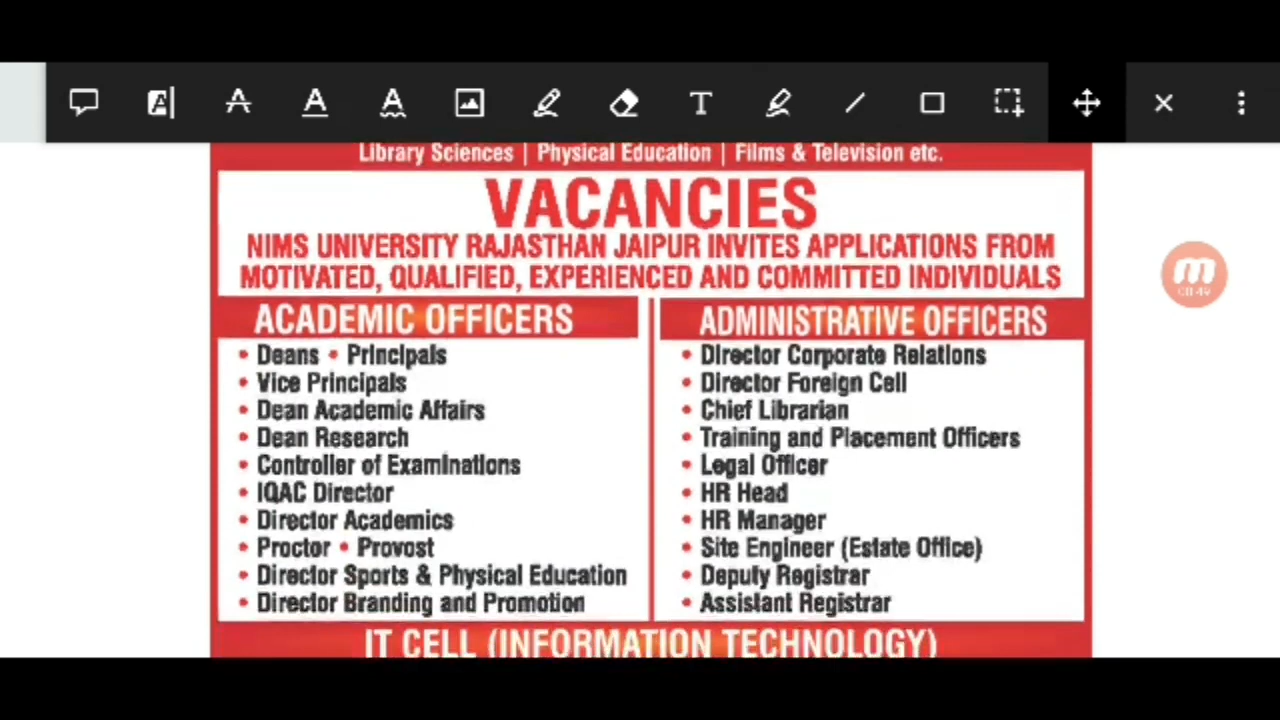 Library Sciences | Physical Education | Films & Television etc.
VACANCIES
NIMS UNIVERSITY RAJASTHAN JAIPUR INVITES APPLICATIONS FROM
MOTIVATED, QUALIFIED, EXPERIENCED AND COMMITTED INDIVIDUALS
ACADEMIC OFFICERS
• Deans • Principals
• Vice Principals
• Dean Academic Affairs
• Dean Research
• Controller of Examinations
• IQAC Director
• Director Academics
• Proctor • Provost
• Director Sports & Physical Education
• Director Branding and Promotion
ADMINISTRATIVE OFFICERS
• Director Corporate Relations
• Director Foreign Cell
• Chief Librarian
• Training and Placement Officers
• Legal Officer
• HR Head
• HR Manager
• Site Engineer (Estate Office)
• Deputy Registrar
• Assistant Registrar
IT CELL (INFORMATION TECHNOLOGY)